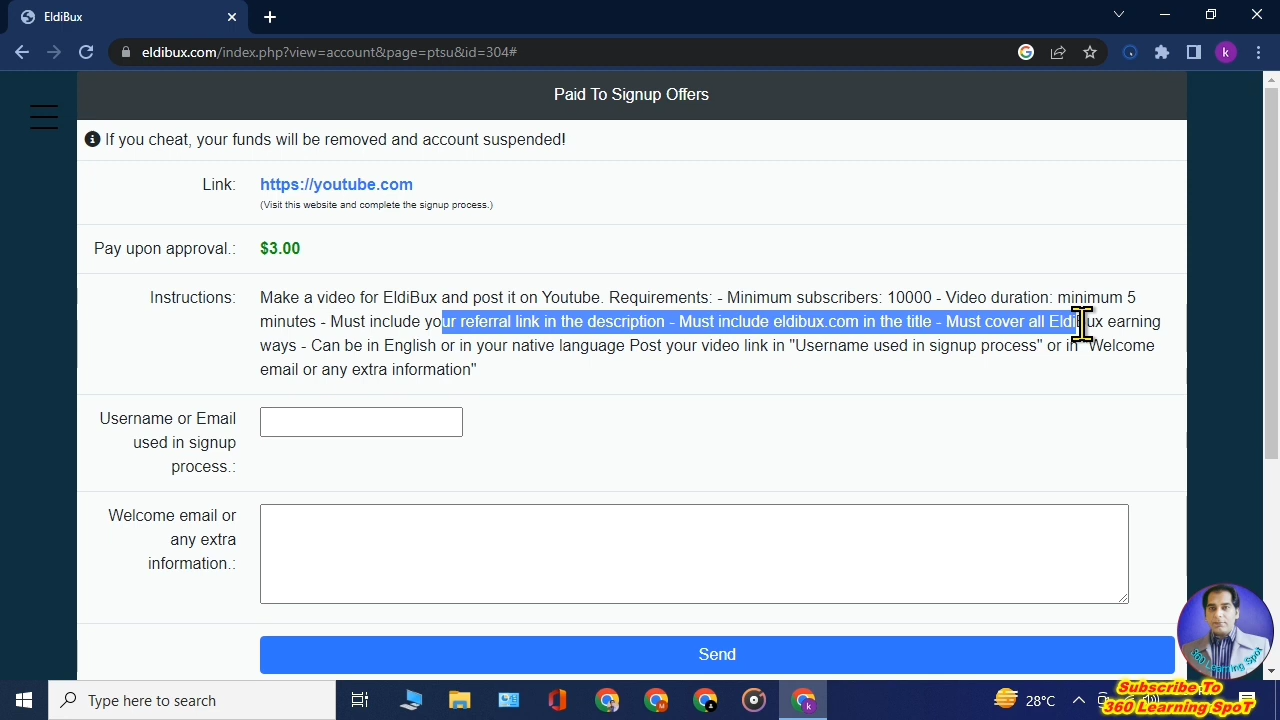 EldiBux
eldibux.com/index.php?view=account&page=ptsu&id=304#
k
Paid To Signup Offers
If you cheat, your funds will be removed and account suspended!
Link: https://youtube.com
(Visit this website and complete the signup process.)
Pay upon approval.: $3.00
Instructions: Make a video for EldiBux and post it on Youtube. Requirements: - Minimum subscribers: 10000 - Video duration: minimum 5
minutes - Must include your referral link in the description - Must include eldibux.com in the title - Must cover all EldiBux earning
ways - Can be in English or in your native language Post your video link in "Username used in signup process" or in "Welcome
email or any extra information"
Username or Email
used in signup
process.:
Welcome email or
any extra
information.:
Send
360 Learning Spot
Type here to search
28°C
Subscribe To
360 Learning SpoT